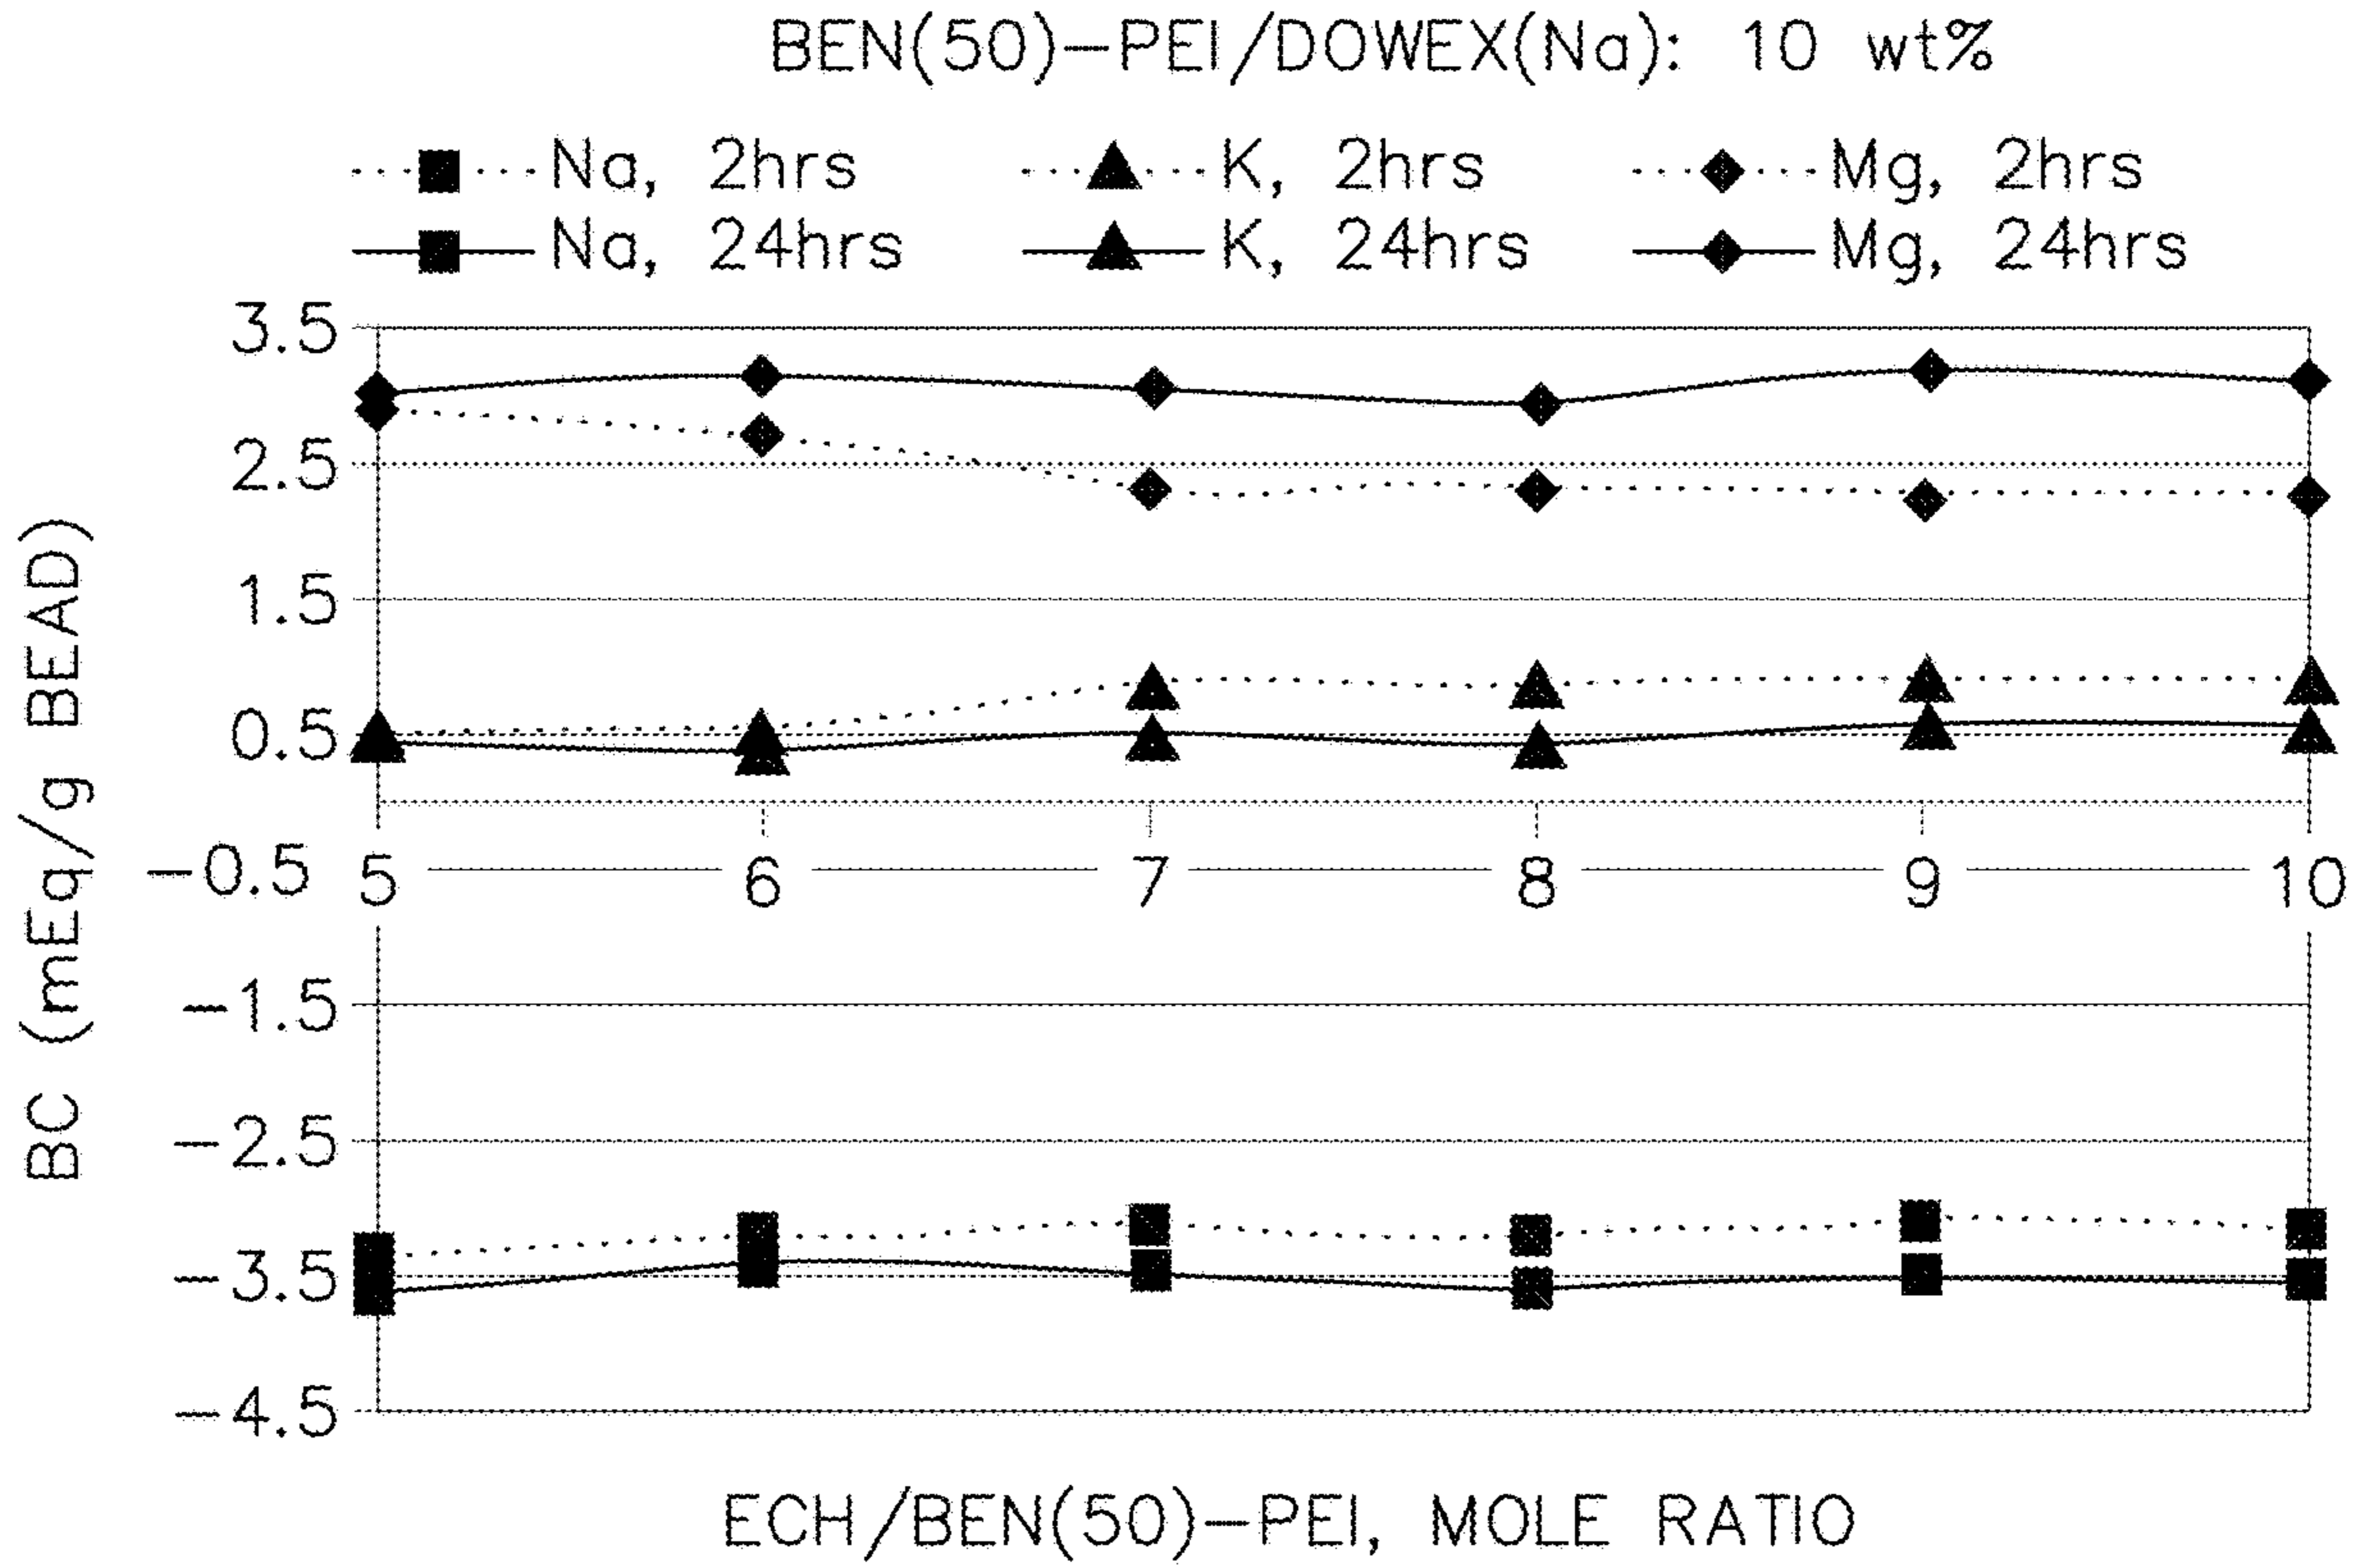 BEN(50)-PEI/DOWEX(Na): 10 wt%
Na, 2hrs K, 2hrs Mg, 2hrs
Na, 24hrs K, 24hrs Mg, 24hrs
3.5
2.5
1.5
0.5
-0.5 5 6 7 8 9 10
-1.5
-2.5
-3.5
-4.5
BC (mEq/g BEAD)
ECH/BEN(50)-PEI, MOLE RATIO